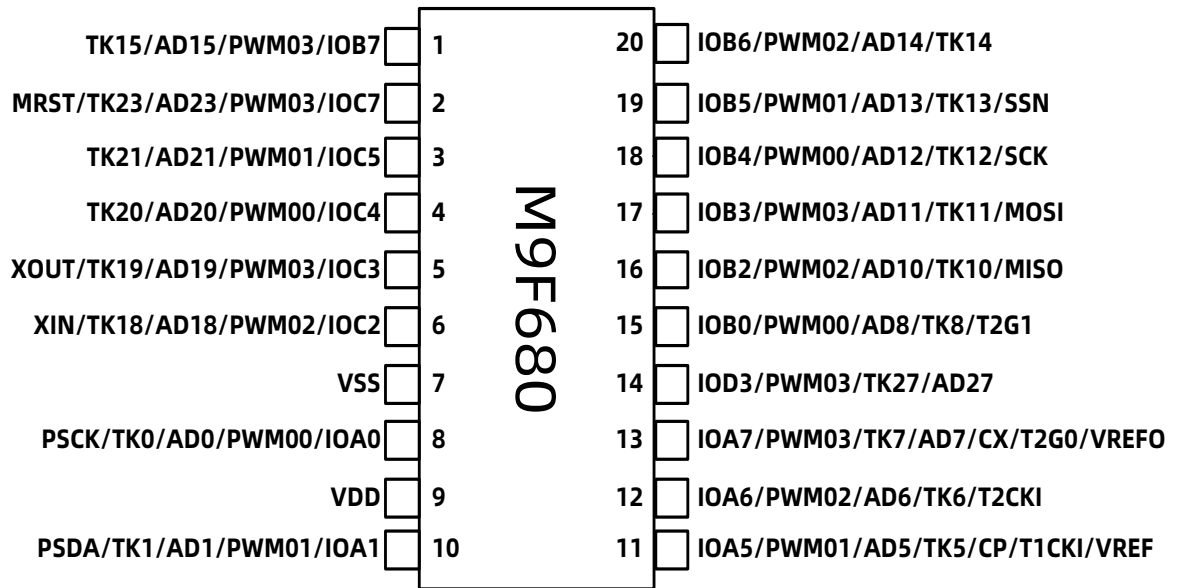 TK15/AD15/PWM03/IOB7 1 20 IOB6/PWM02/AD14/TK14
MRST/TK23/AD23/PWM03/IOC7 2 19 IOB5/PWM01/AD13/TK13/SSN
TK21/AD21/PWM01/IOC5 3 18 IOB4/PWM00/AD12/TK12/SCK
TK20/AD20/PWM00/IOC4 4 17 IOB3/PWM03/AD11/TK11/MOSI
XOUT/TK19/AD19/PWM03/IOC3 5 16 IOB2/PWM02/AD10/TK10/MISO
XIN/TK18/AD18/PWM02/IOC2 6 15 IOB0/PWM00/AD8/TK8/T2G1
VSS 7 14 IOD3/PWM03/TK27/AD27
PSCK/TK0/AD0/PWM00/IOA0 8 13 IOA7/PWM03/TK7/AD7/CX/T2G0/VREFO
VDD 9 12 IOA6/PWM02/AD6/TK6/T2CKI
PSDA/TK1/AD1/PWM01/IOA1 10 11 IOA5/PWM01/AD5/TK5/CP/T1CKI/VREF
M9F680